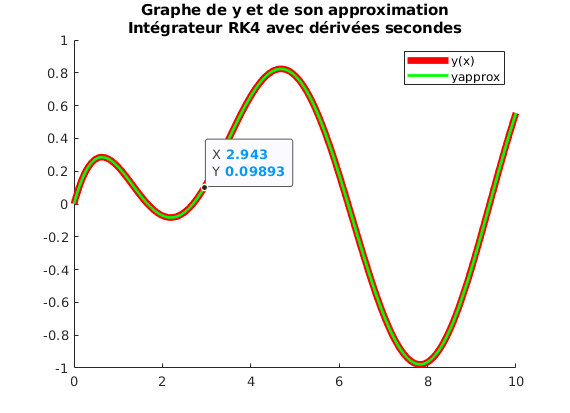 Graphe de y et de son approximation
Intégrateur RK4 avec dérivées secondes
1
0.8
0.6
0.4
0.2
0
-0.2
-0.4
-0.6
-0.8
-1
y(x)
yapprox
X 2.943
Y 0.09893
0 2 4 6 8 10